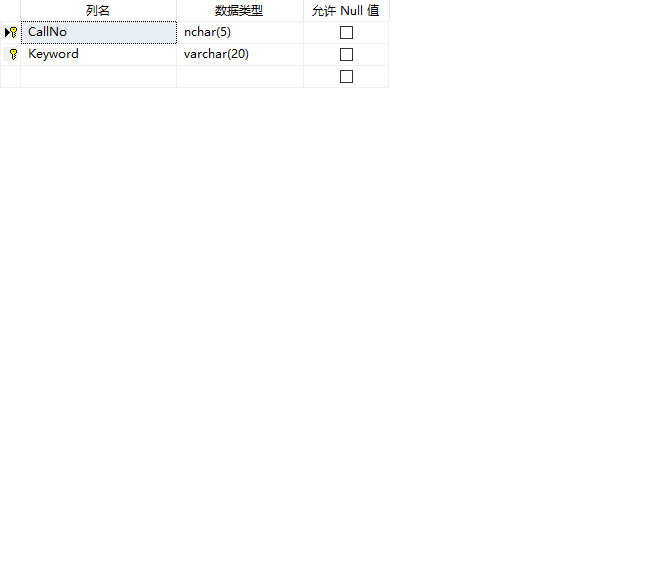 列名 数据类型 允许 Null 值
CallNo nchar(5)
Keyword varchar(20)